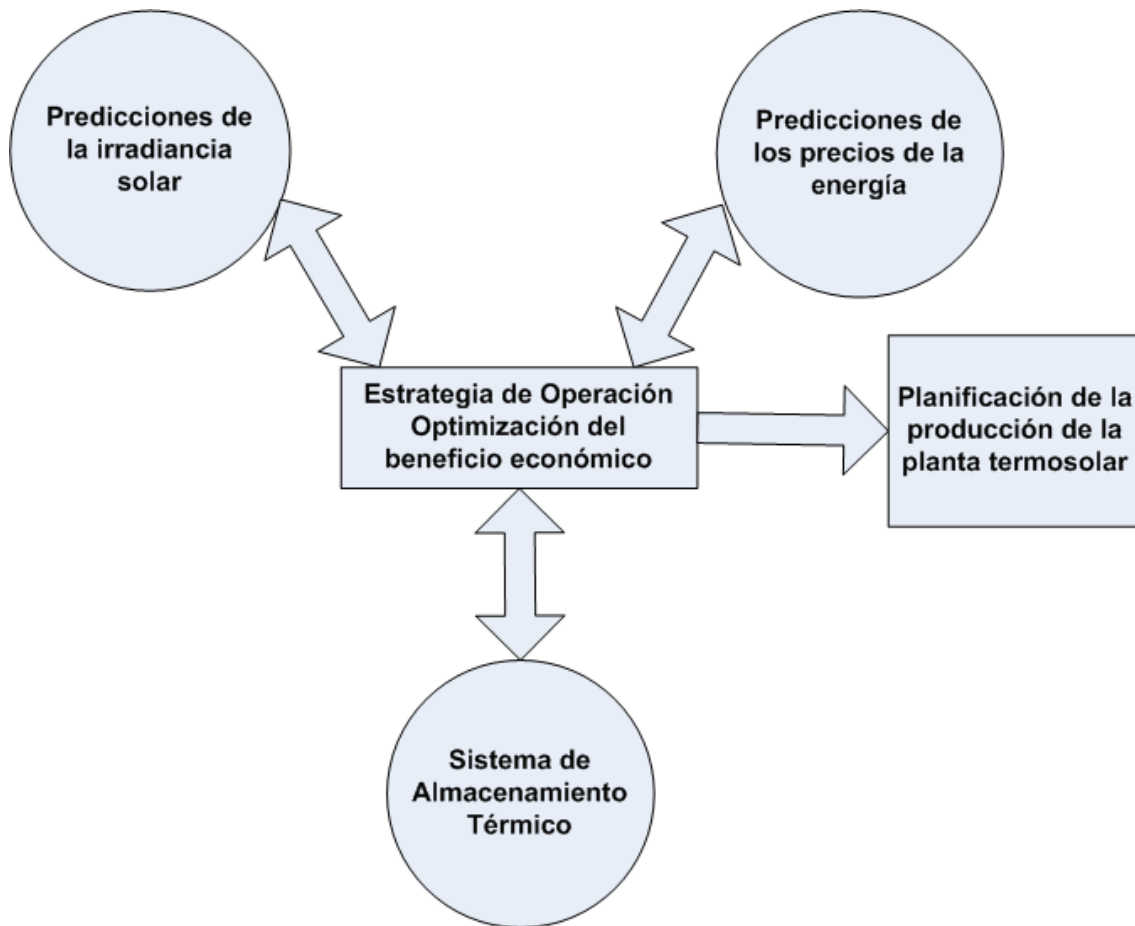 Predicciones de
la irradiancia
solar
Predicciones de
los precios de la
energía
Estrategia de Operación
Optimización del
beneficio económico
Planificación de la
producción de la
planta termosolar
Sistema de
Almacenamiento
Térmico